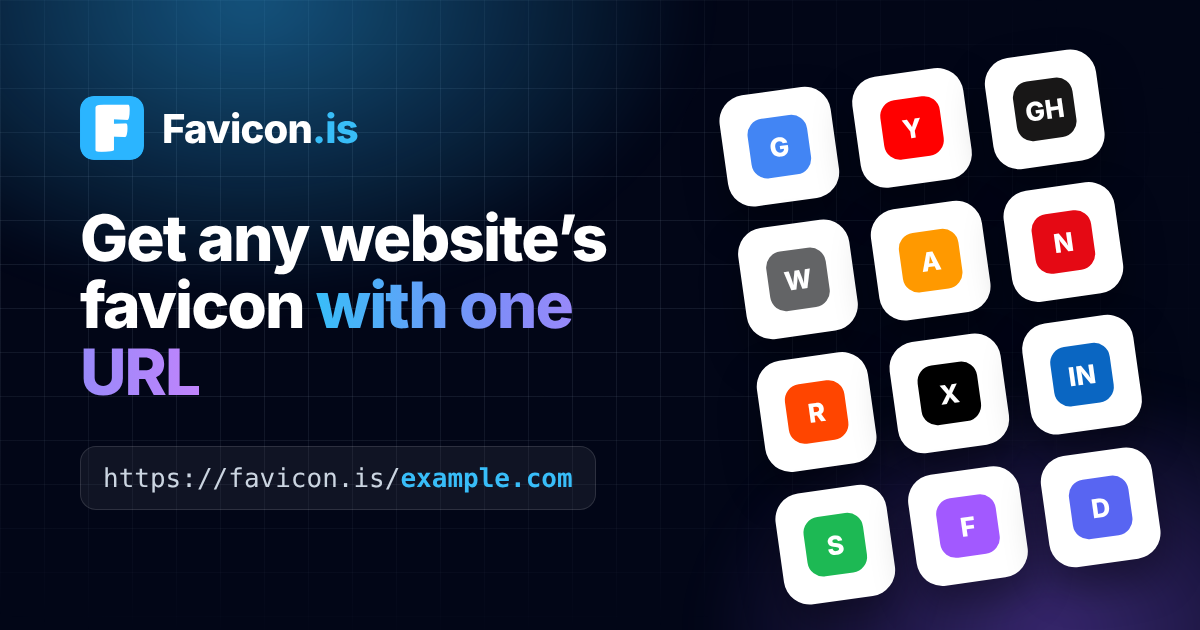 F
Favicon.is
Get any website’s
favicon with one
URL
https://favicon.is/example.com
G
Y
GH
W
A
N
R
X
IN
S
F
D